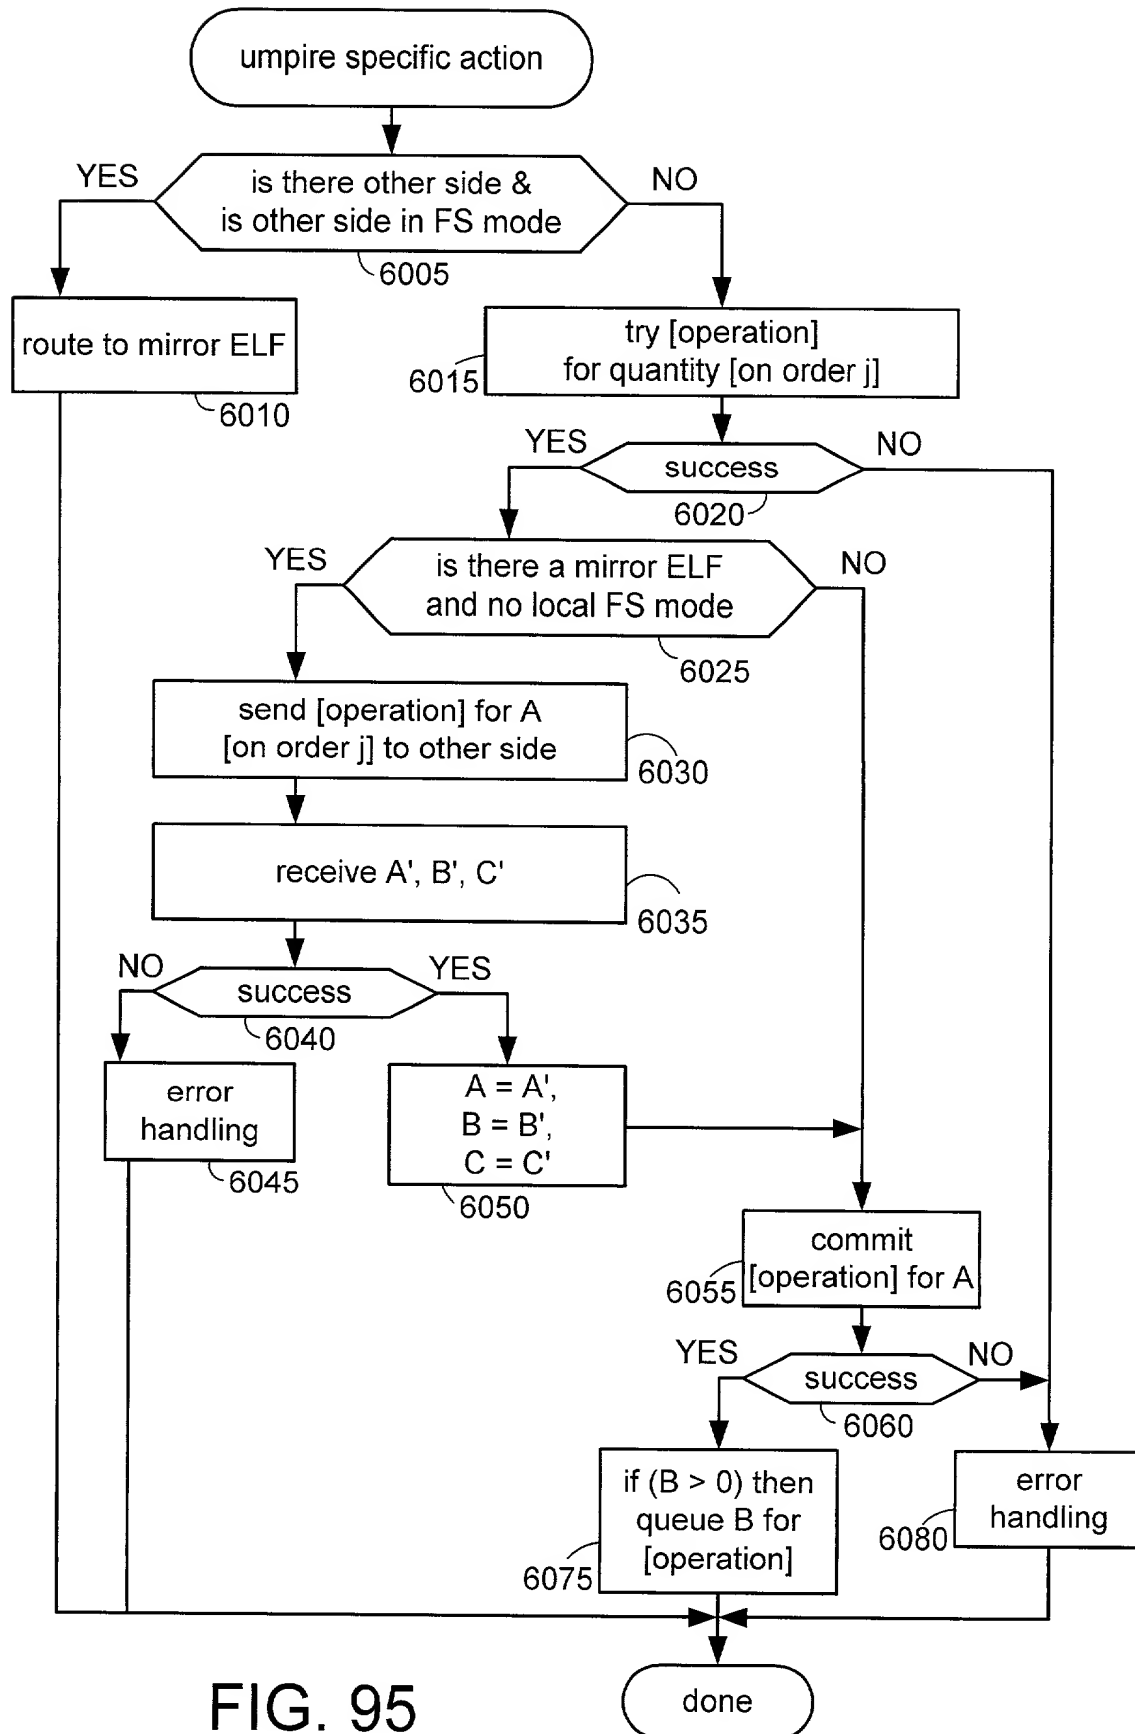 umpire specific action
YES
is there other side &
is other side in FS mode
NO
6005
route to mirror ELF
6010
try [operation]
for quantity [on order j]
6015
YES
success
NO
6020
YES
is there a mirror ELF
and no local FS mode
NO
6025
send [operation] for A
[on order j] to other side
6030
receive A', B', C'
6035
NO
success
YES
6040
error
handling
6045
A = A',
B = B',
C = C'
6050
commit
[operation] for A
6055
YES
success
NO
6060
if (B > 0) then
queue B for
[operation]
6075
error
handling
6080
done
FIG. 95